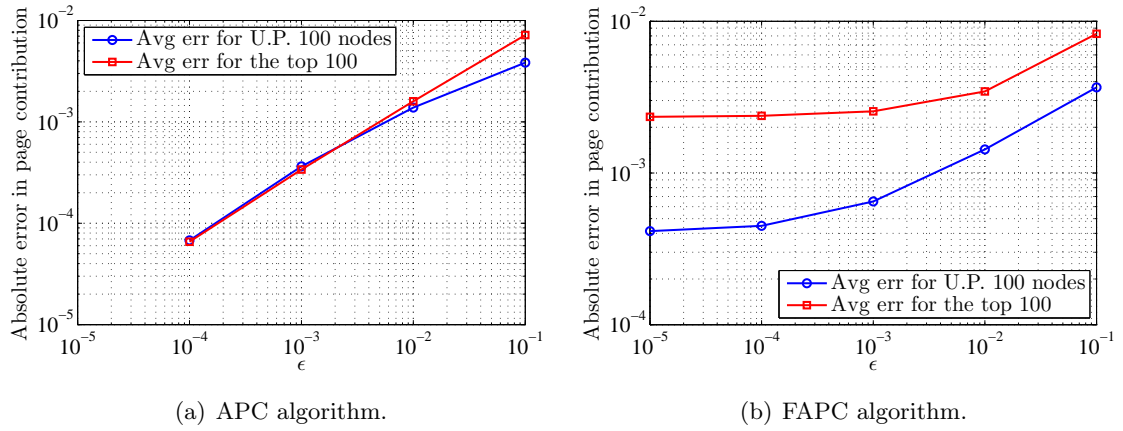 Absolute error in page contribution
10⁻²
10⁻³
10⁻⁴
10⁻⁵
Avg err for U.P. 100 nodes
Avg err for the top 100
10⁻⁵ 10⁻⁴ 10⁻³ 10⁻² 10⁻¹
ϵ
(a) APC algorithm.
Absolute error in page contribution
10⁻²
10⁻³
10⁻⁴
Avg err for U.P. 100 nodes
Avg err for the top 100
10⁻⁵ 10⁻⁴ 10⁻³ 10⁻² 10⁻¹
ϵ
(b) FAPC algorithm.